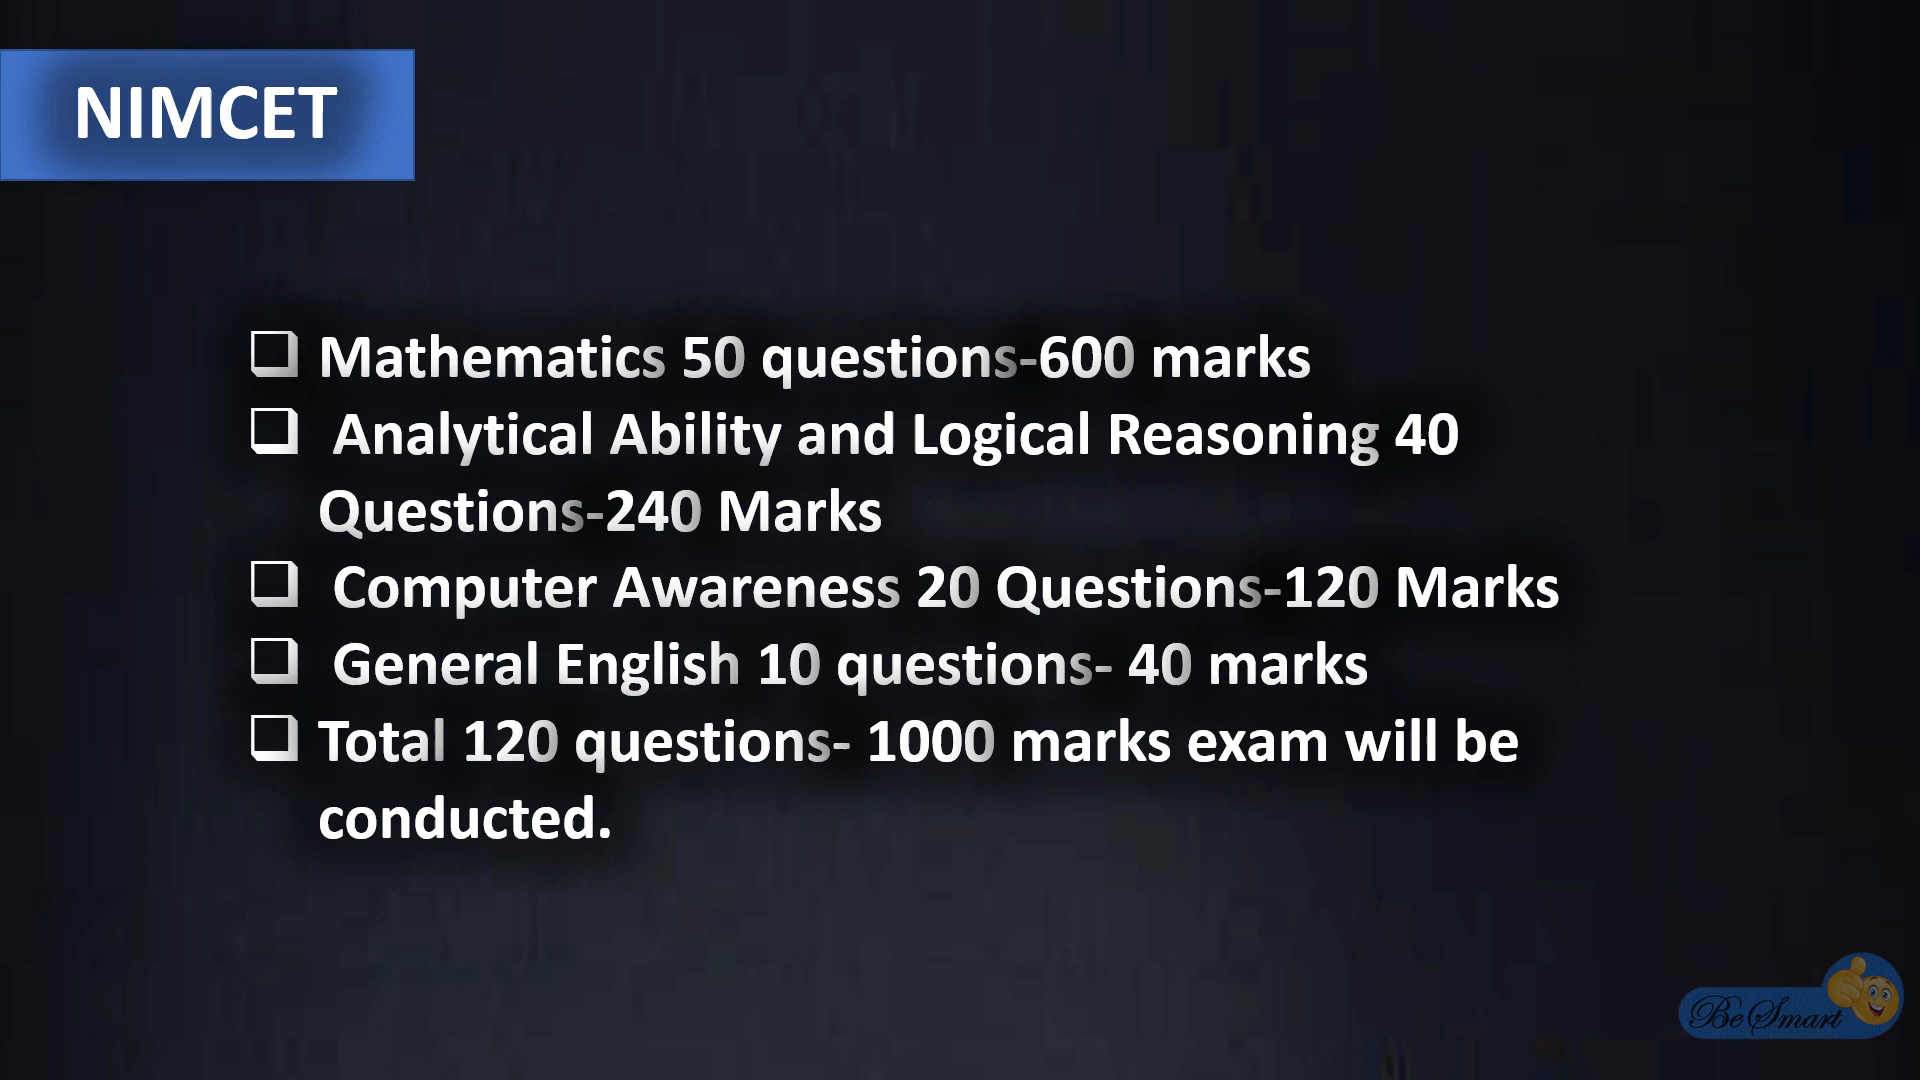 NIMCET
Mathematics 50 questions-600 marks
Analytical Ability and Logical Reasoning 40
Questions-240 Marks
Computer Awareness 20 Questions-120 Marks
General English 10 questions- 40 marks
Total 120 questions- 1000 marks exam will be
conducted.
Be Smart